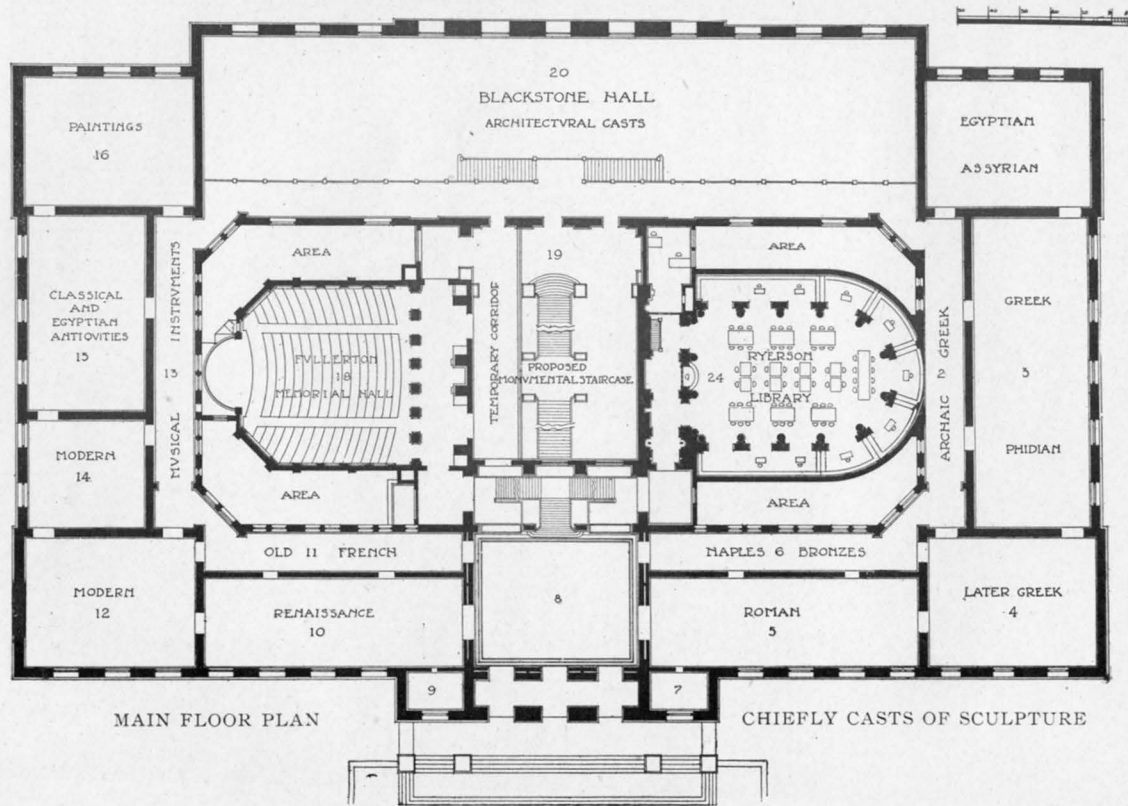 20
BLACKSTONE HALL
ARCHITECTVRAL CASTS
PAINTINGS
16
EGYPTIAN
ASSYRIAN
AREA
19
AREA
CLASSICAL
AND
EGYPTIAN
ANTIQVITIES
15
MVSICAL 13 INSTRVMENTS
FVLLERTON
18
MEMORIAL HALL
TEMPORARY CORRIDOR
PROPOSED
MONVMENTAL STAIRCASE
RYERSON
24
LIBRARY
ARCHAIC 2 GREEK
GREEK
3
PHIDIAN
MODERN
14
AREA
AREA
OLD 11 FRENCH
NAPLES 6 BRONZES
MODERN
12
RENAISSANCE
10
8
ROMAN
5
LATER GREEK
4
9
7
MAIN FLOOR PLAN
CHIEFLY CASTS OF SCULPTURE